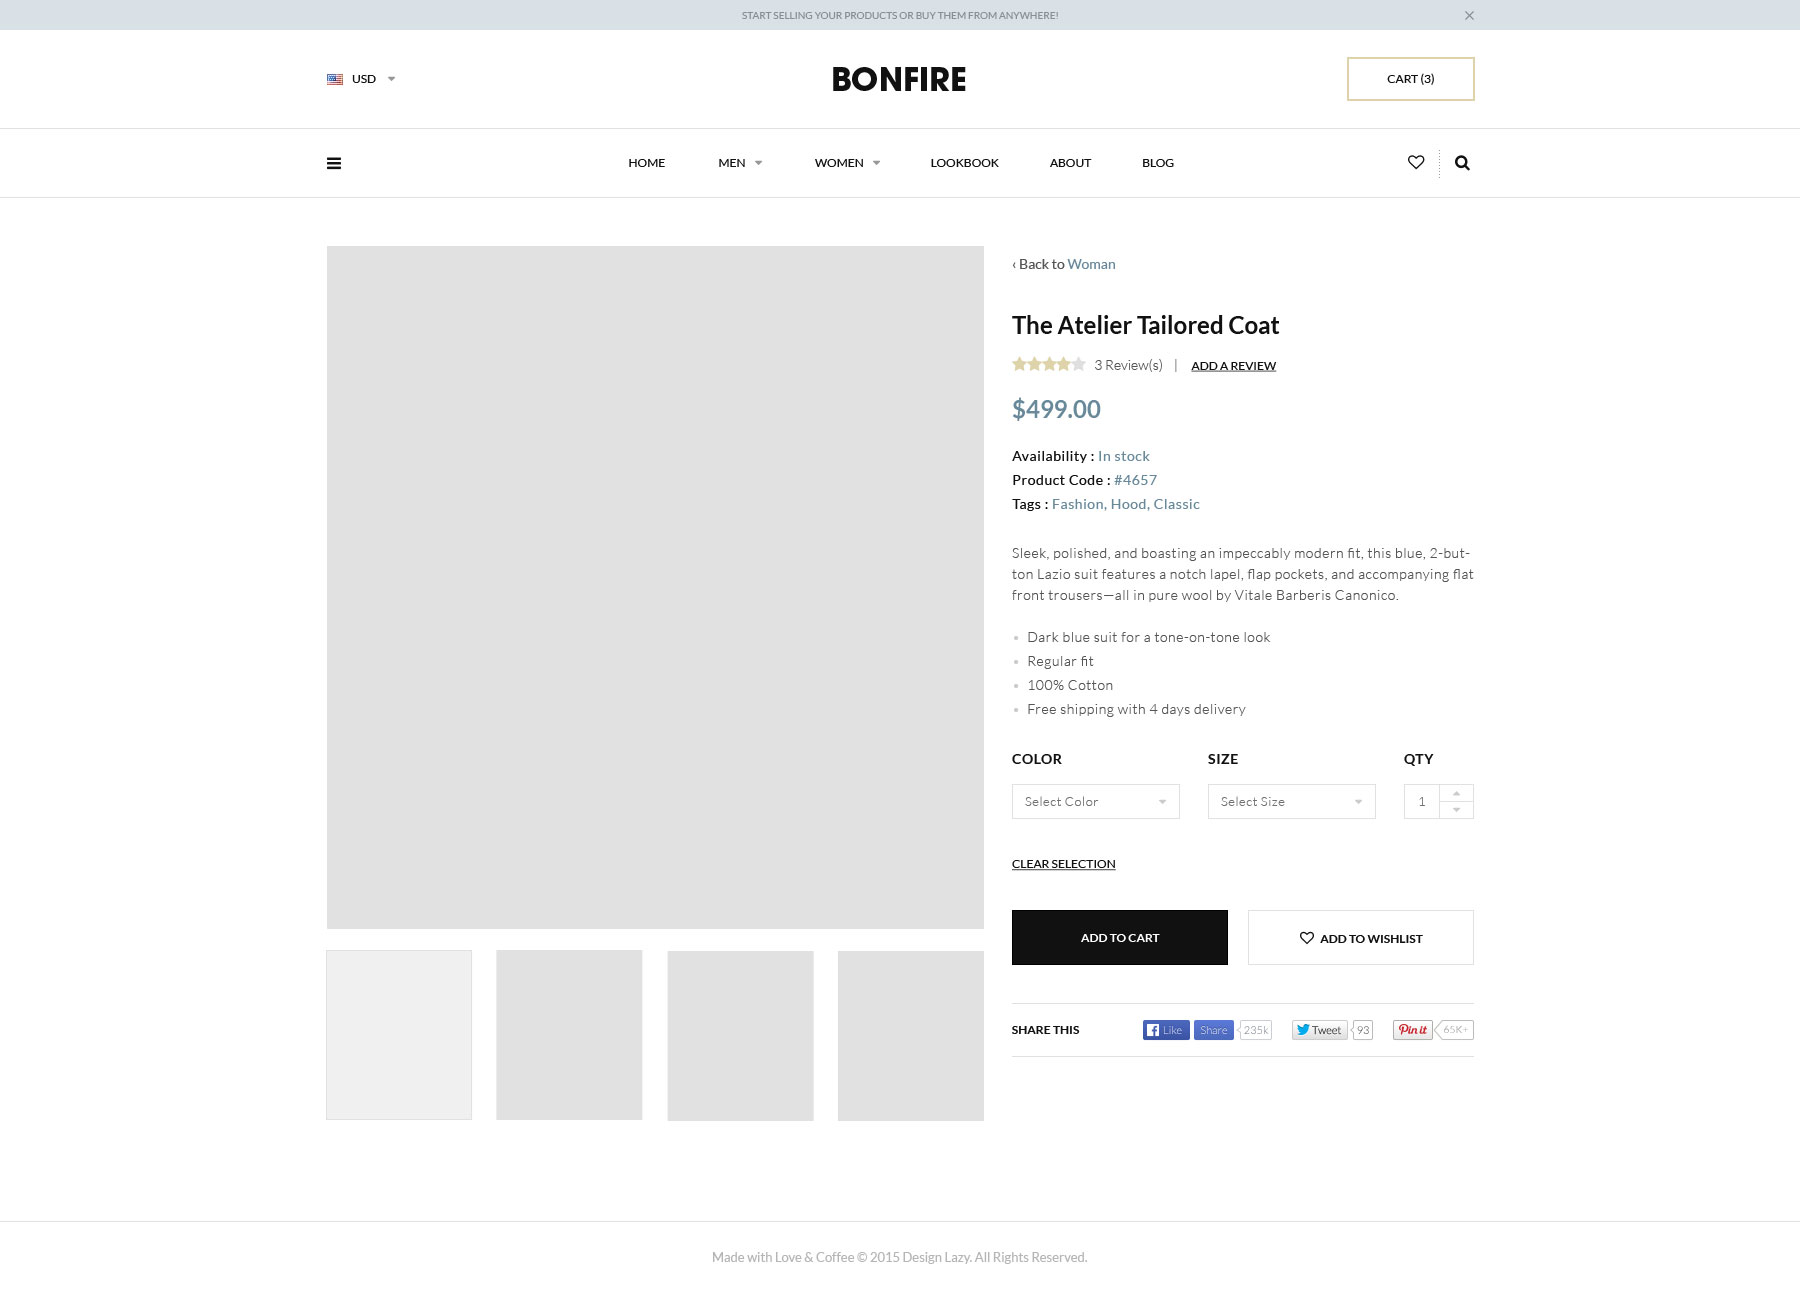 START SELLING YOUR PRODUCTS OR BUY THEM FROM ANYWHERE!
USD
BONFIRE
CART (3)
HOME
MEN
WOMEN
LOOKBOOK
ABOUT
BLOG
‹ Back to Woman
The Atelier Tailored Coat
3 Review(s) | ADD A REVIEW
$499.00
Availability : In stock
Product Code : #4657
Tags : Fashion, Hood, Classic
Sleek, polished, and boasting an impeccably modern fit, this blue, 2-but-
ton Lazio suit features a notch lapel, flap pockets, and accompanying flat
front trousers—all in pure wool by Vitale Barberis Canonico.
Dark blue suit for a tone-on-tone look
Regular fit
100% Cotton
Free shipping with 4 days delivery
COLOR
SIZE
QTY
Select Color
Select Size
1
CLEAR SELECTION
ADD TO CART
ADD TO WISHLIST
SHARE THIS
Like
Share
235k
Tweet
93
Pin it
65K+
Made with Love & Coffee © 2015 Design Lazy. All Rights Reserved.